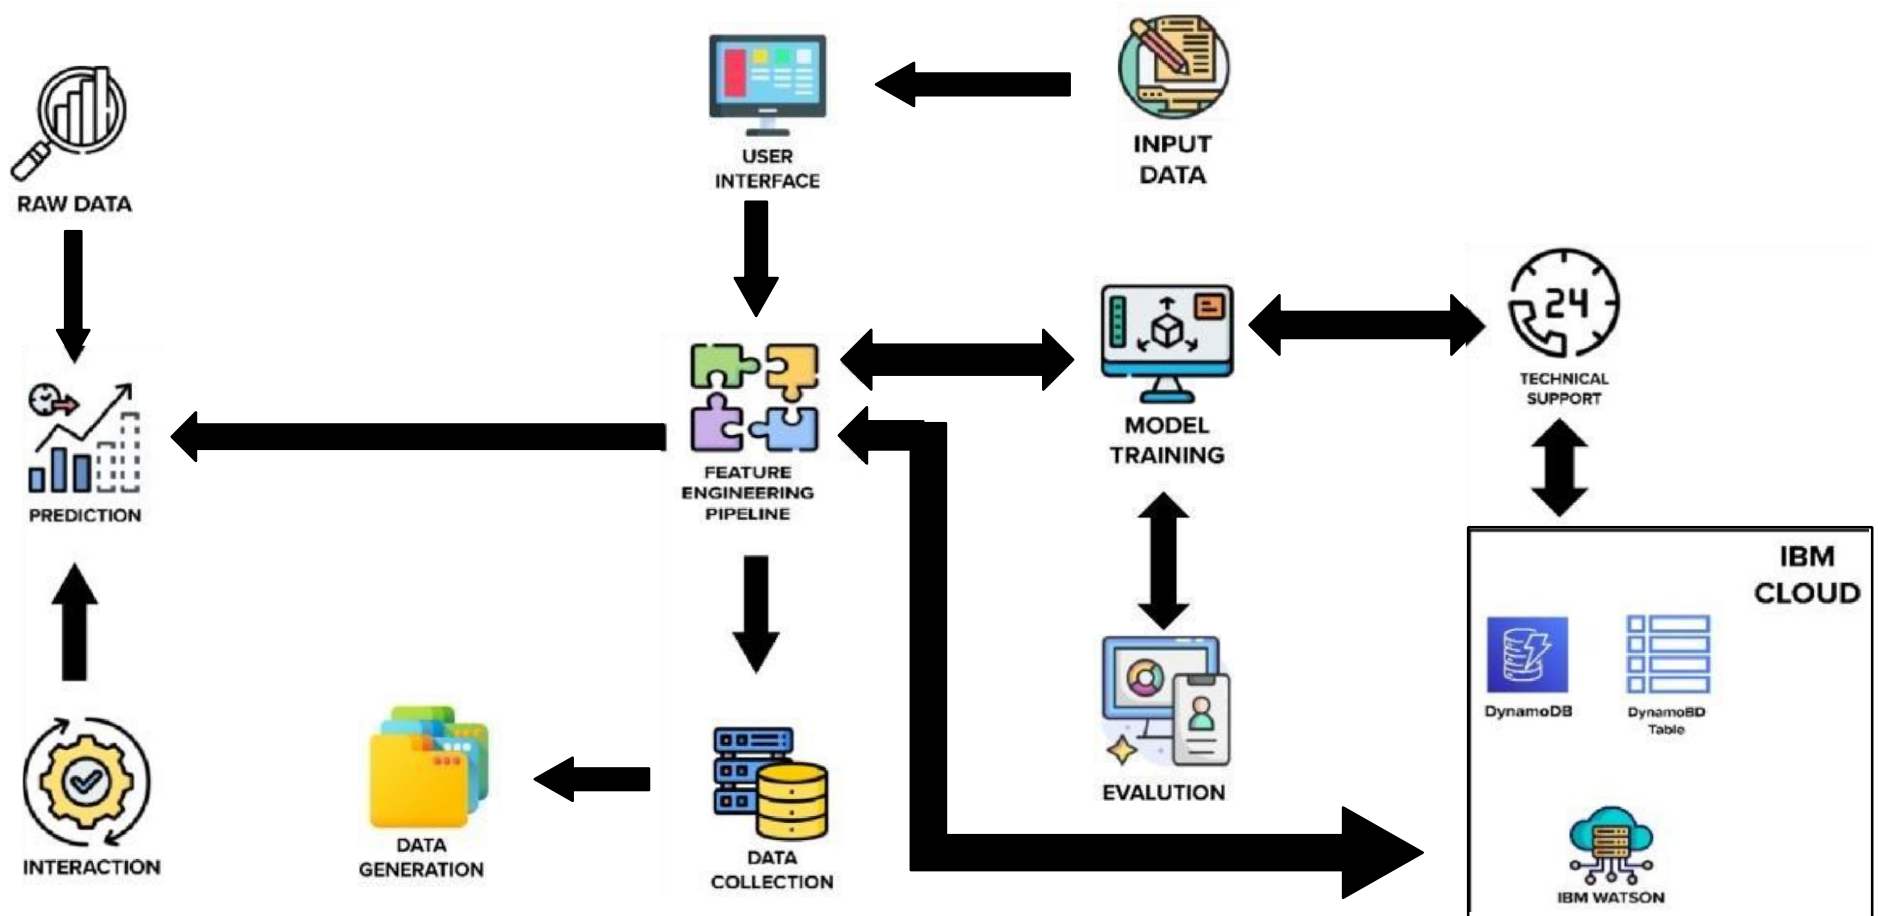 INPUT
DATA
USER
INTERFACE
RAW DATA
24
TECHNICAL
SUPPORT
MODEL
TRAINING
FEATURE
ENGINEERING
PIPELINE
PREDICTION
IBM
CLOUD
DynamoDB
DynamoBD
Table
EVALUTION
DATA
GENERATION
DATA
COLLECTION
INTERACTION
IBM WATSON